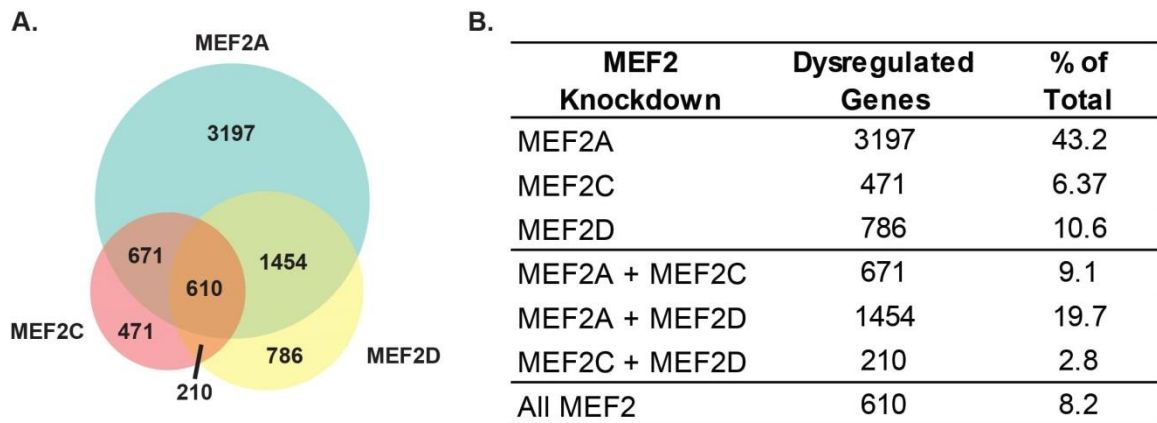 A.
MEF2A
3197
671
1454
610
MEF2C
471
786
MEF2D
210
B.
MEF2 Knockdown Dysregulated Genes % of Total
MEF2A 3197 43.2
MEF2C 471 6.37
MEF2D 786 10.6
MEF2A + MEF2C 671 9.1
MEF2A + MEF2D 1454 19.7
MEF2C + MEF2D 210 2.8
All MEF2 610 8.2